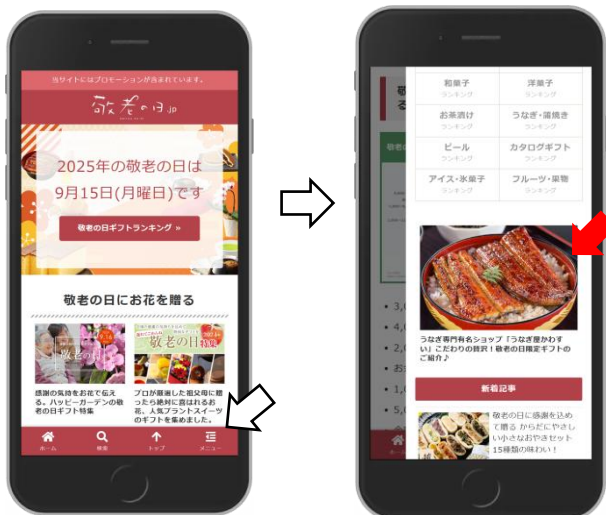 当サイトにはプロモーションが含まれています。
敬老の日.jp
2025年の敬老の日は
9月15日(月曜日)です
敬老の日ギフトランキング »
敬老の日にお花を贈る
敬老の日
敬老の日特集
感謝の気持をお花で伝え
る。ハッピーガーデンの敬
老の日ギフト特集
プロが厳選した祖父母に贈
ったら絶対に喜ばれるお
花、人気プラントスイーツ
のギフトを集めました。
ホーム
検索
トップ
メニュー
和菓子
ランキング
洋菓子
ランキング
お茶漬け
ランキング
うなぎ・蒲焼き
ランキング
ビール
ランキング
カタログギフト
ランキング
アイス・氷菓子
ランキング
フルーツ・果物
ランキング
うなぎ専門有名ショップ「うなぎ屋かわす
い」こだわりの贅沢！敬老の日限定ギフトの
ご紹介♪
新着記事
敬老の日に感謝を込め
て贈る からだにやさし
い小さなおやきセット
15種類の味わい！